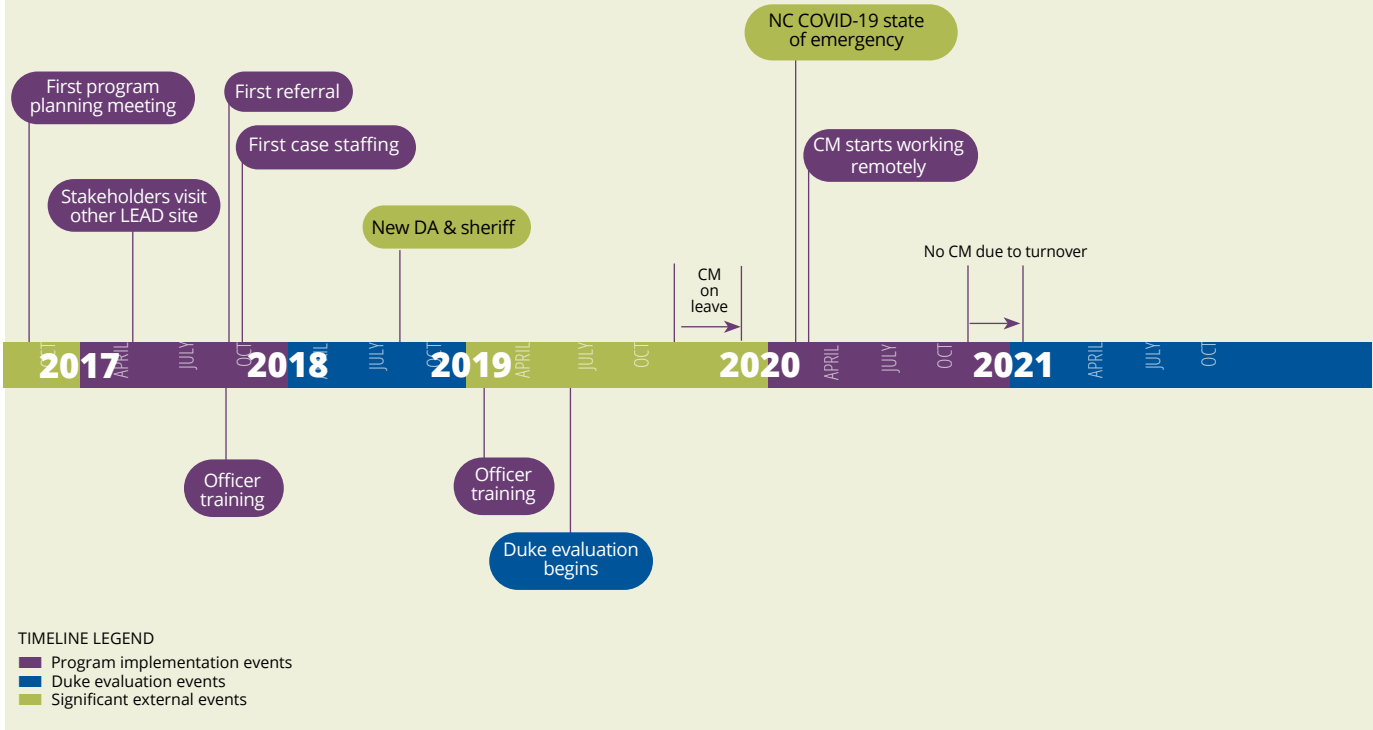 NC COVID-19 state
of emergency
First program
planning meeting
First referral
First case staffing
CM starts working
remotely
Stakeholders visit
other LEAD site
New DA & sheriff
No CM due to turnover
CM
on
leave
OCT
2017
APRIL
JULY
OCT
2018
APRIL
JULY
OCT
2019
APRIL
JULY
OCT
2020
APRIL
JULY
OCT
2021
APRIL
JULY
OCT
Officer
training
Officer
training
Duke evaluation
begins
TIMELINE LEGEND
Program implementation events
Duke evaluation events
Significant external events